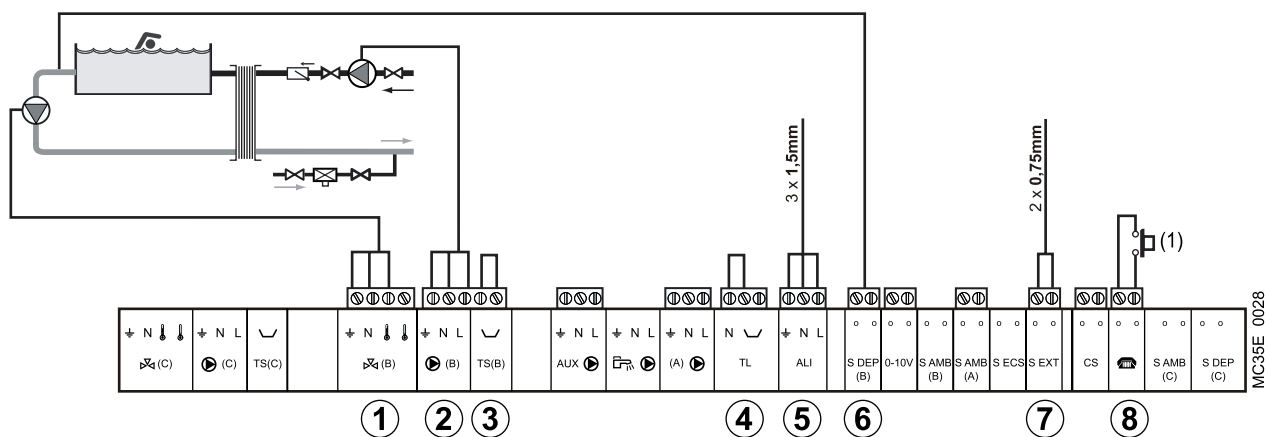 3 x 1,5mm
2 x 0,75mm
(1)
N
(C)
N L
(C)
TS(C)
N
(B)
N L
(B)
TS(B)
N L
AUX
N L
N L
(A)
N
TL
N L
ALI
S DEP
(B)
0-10V
S AMB
(B)
S AMB
(A)
S ECS
S EXT
CS
S AMB
(C)
S DEP
(C)
MC35E 0028
1
2
3
4
5
6
7
8